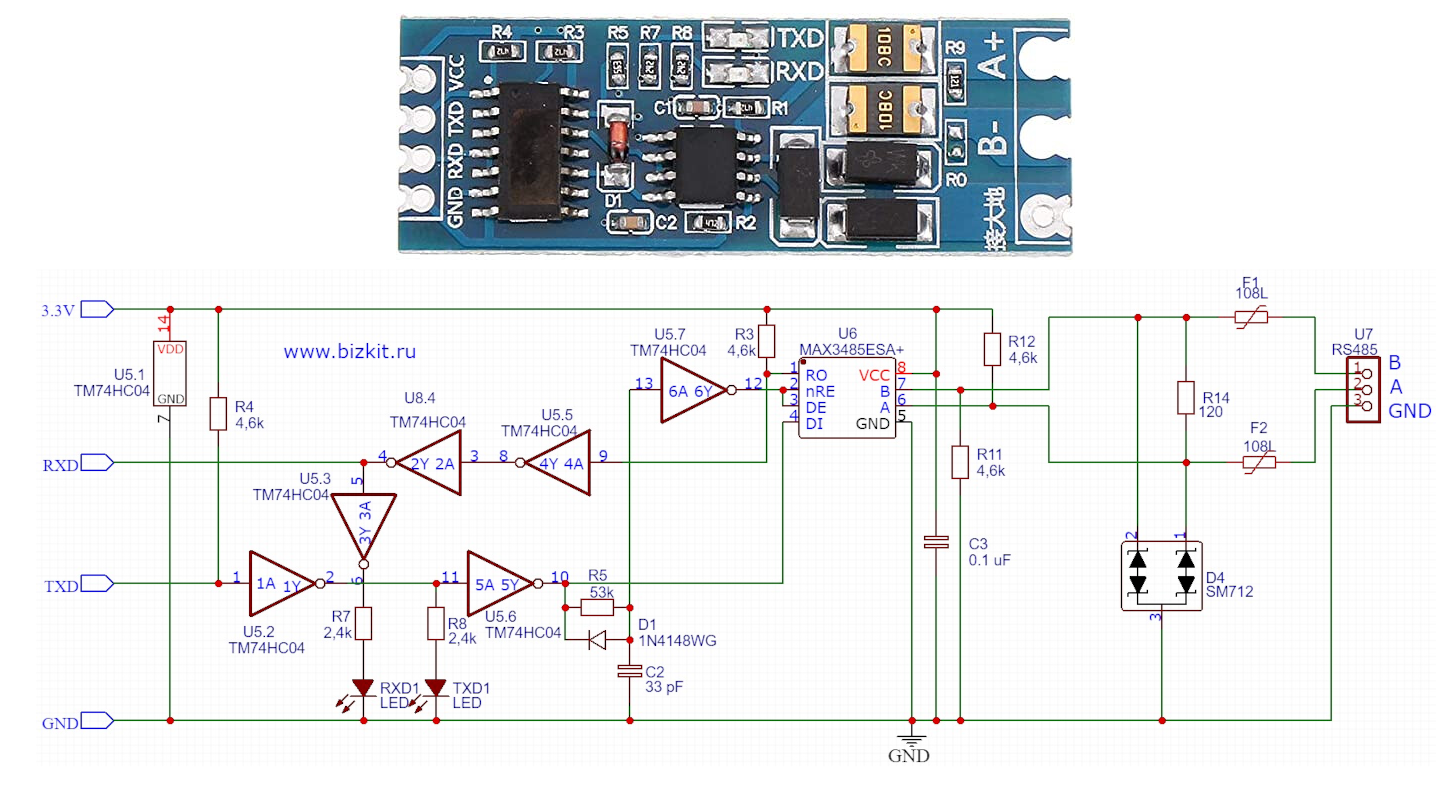 R4 R3 R5 R7 R8 TXD
RXD
R9 A+
VCC
TXD
RXD
GND
C1 R1
10BC
10BC
B-
R0
D1
C2 R2
接大地
3.3V
14
VDD
GND
7
U5.1
TM74HC04
www.bizkit.ru
R4
4,6k
U8.4
TM74HC04
4 2Y 2A 3
U5.5
TM74HC04
8 4Y 4A 9
RXD
U5.3
TM74HC04
5
3Y 3A
6
TXD
1 1A 1Y 2
U5.2
TM74HC04
11 5A 5Y 10
U5.6
TM74HC04
R7
2,4k
R8
2,4k
RXD1
LED
TXD1
LED
R5
53k
D1
1N4148WG
C2
33 pF
U5.7
TM74HC04
13 6A 6Y 12
R3
4,6k
U6
MAX3485ESA+
1 RO VCC 8
2 nRE B 7
3 DE A 6
4 DI GND 5
R12
4,6k
R11
4,6k
C3
0.1 uF
F1
108L
R14
120
F2
108L
U7
RS485
1 B
2 A
3 GND
2 1
D4
SM712
3
GND
GND